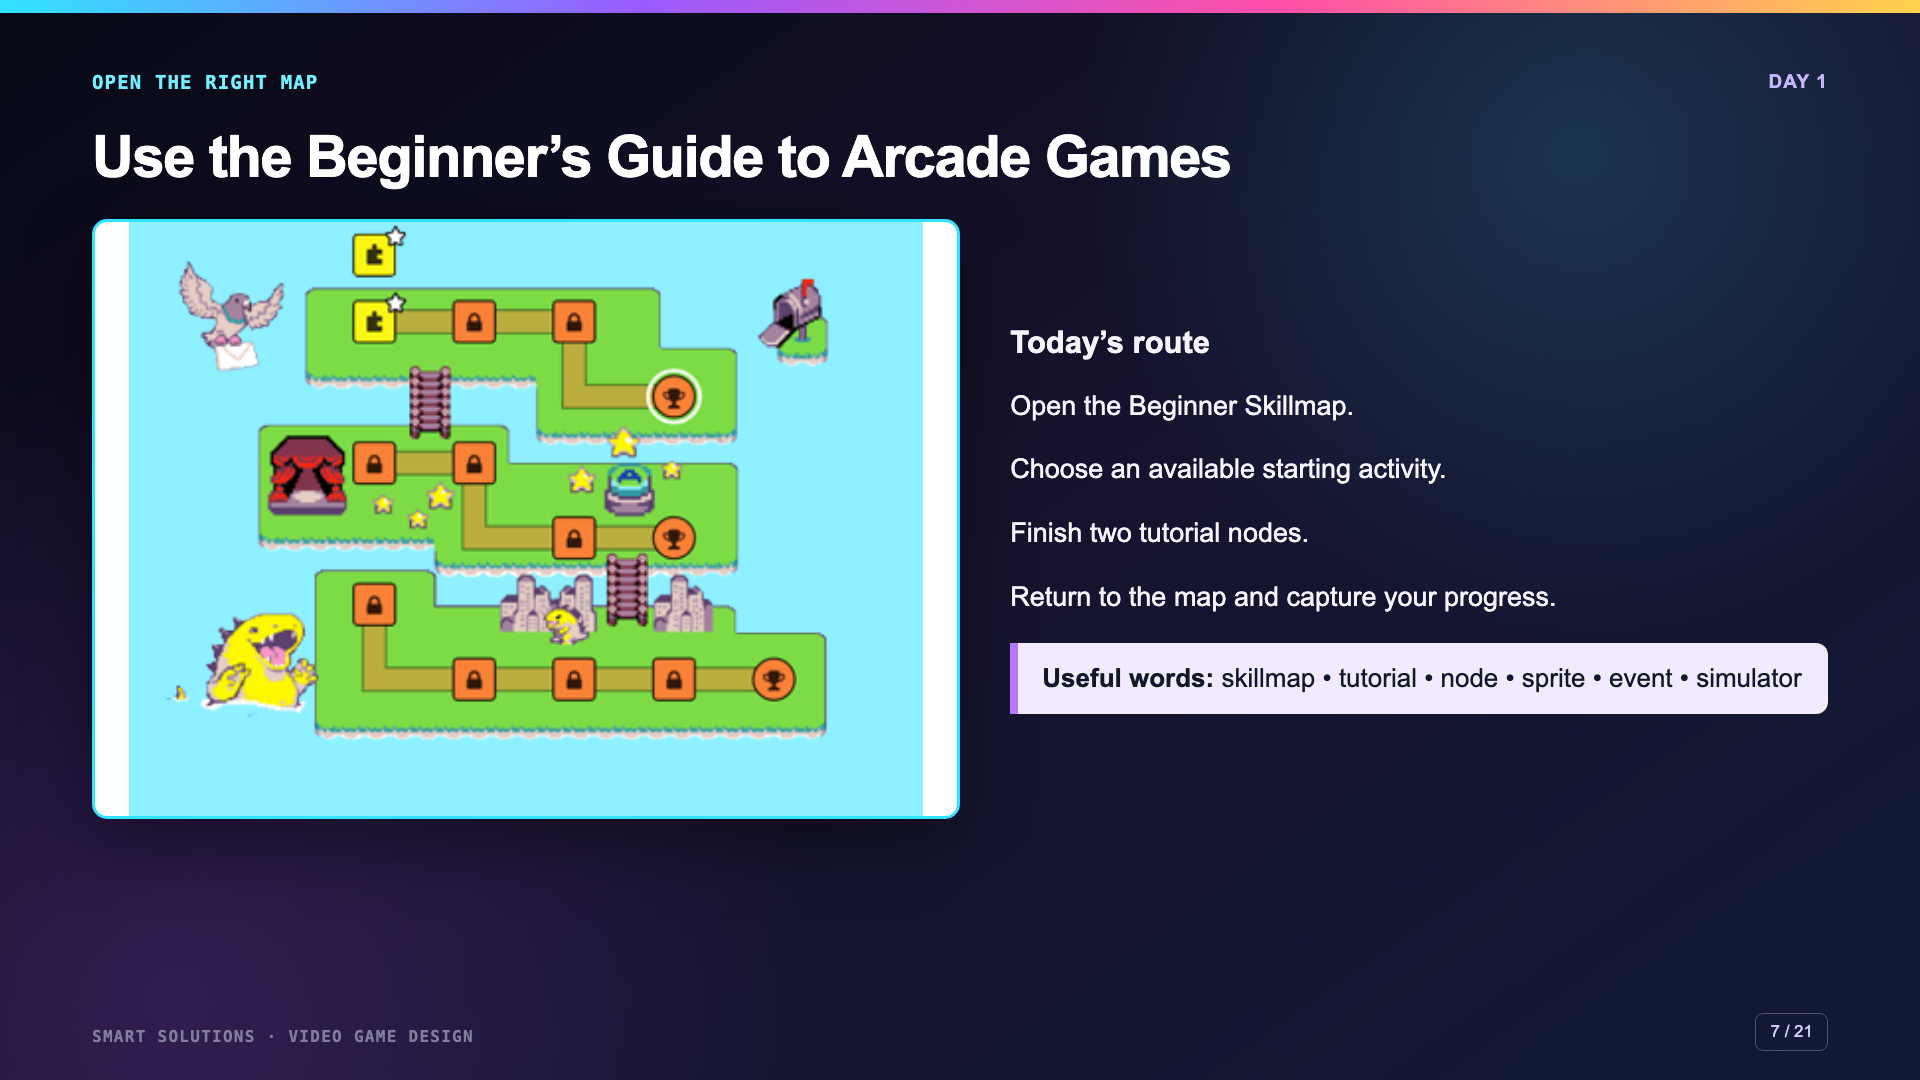 OPEN THE RIGHT MAP
DAY 1
Use the Beginner’s Guide to Arcade Games
Today’s route
Open the Beginner Skillmap.
Choose an available starting activity.
Finish two tutorial nodes.
Return to the map and capture your progress.
Useful words: skillmap • tutorial • node • sprite • event • simulator
SMART SOLUTIONS · VIDEO GAME DESIGN
7 / 21